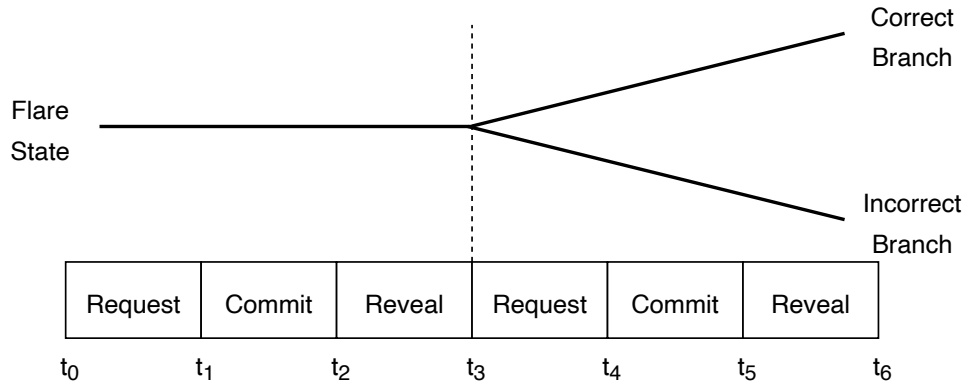 Correct
Branch
Flare
State
Incorrect
Branch
Request Commit Reveal Request Commit Reveal
t0 t1 t2 t3 t4 t5 t6